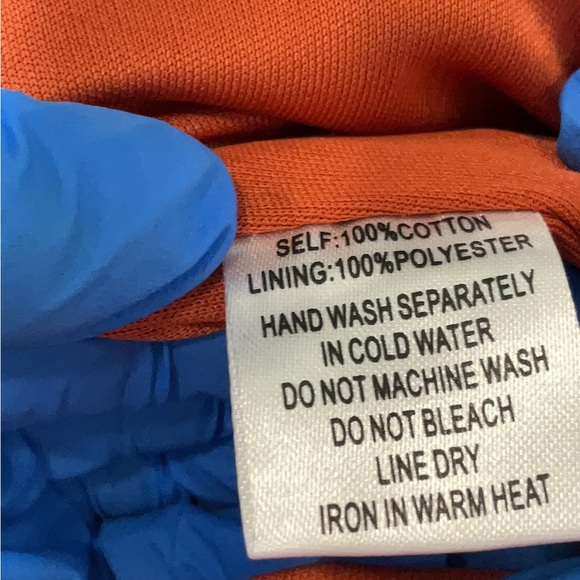 SELF:100%COTTON
LINING:100%POLYESTER
HAND WASH SEPARATELY
IN COLD WATER
DO NOT MACHINE WASH
DO NOT BLEACH
LINE DRY
IRON IN WARM HEAT